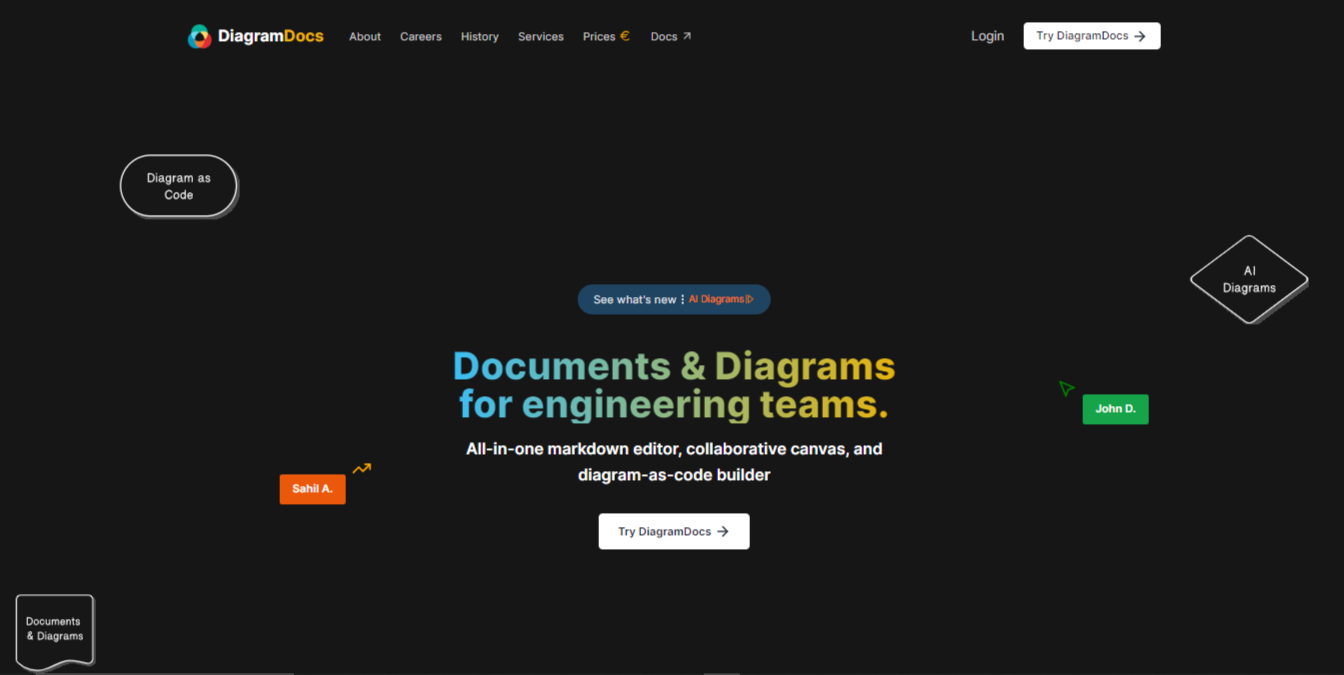 DiagramDocs About Careers History Services Prices € Docs ↗ Login Try DiagramDocs →
Diagram as
Code
AI
Diagrams
See what's new ⋮ AI Diagrams
Documents & Diagrams
for engineering teams.
John D.
All-in-one markdown editor, collaborative canvas, and
diagram-as-code builder
Sahil A.
Try DiagramDocs →
Documents
& Diagrams